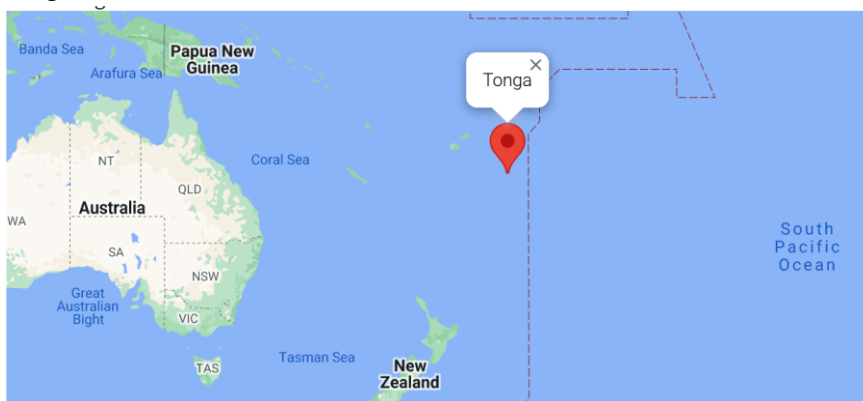 Banda Sea
Papua New
Guinea
Arafura Sea
Tonga
NT
Coral Sea
QLD
Australia
WA
SA
NSW
Great
Australian
Bight
VIC
TAS
Tasman Sea
New
Zealand
South
Pacific
Ocean